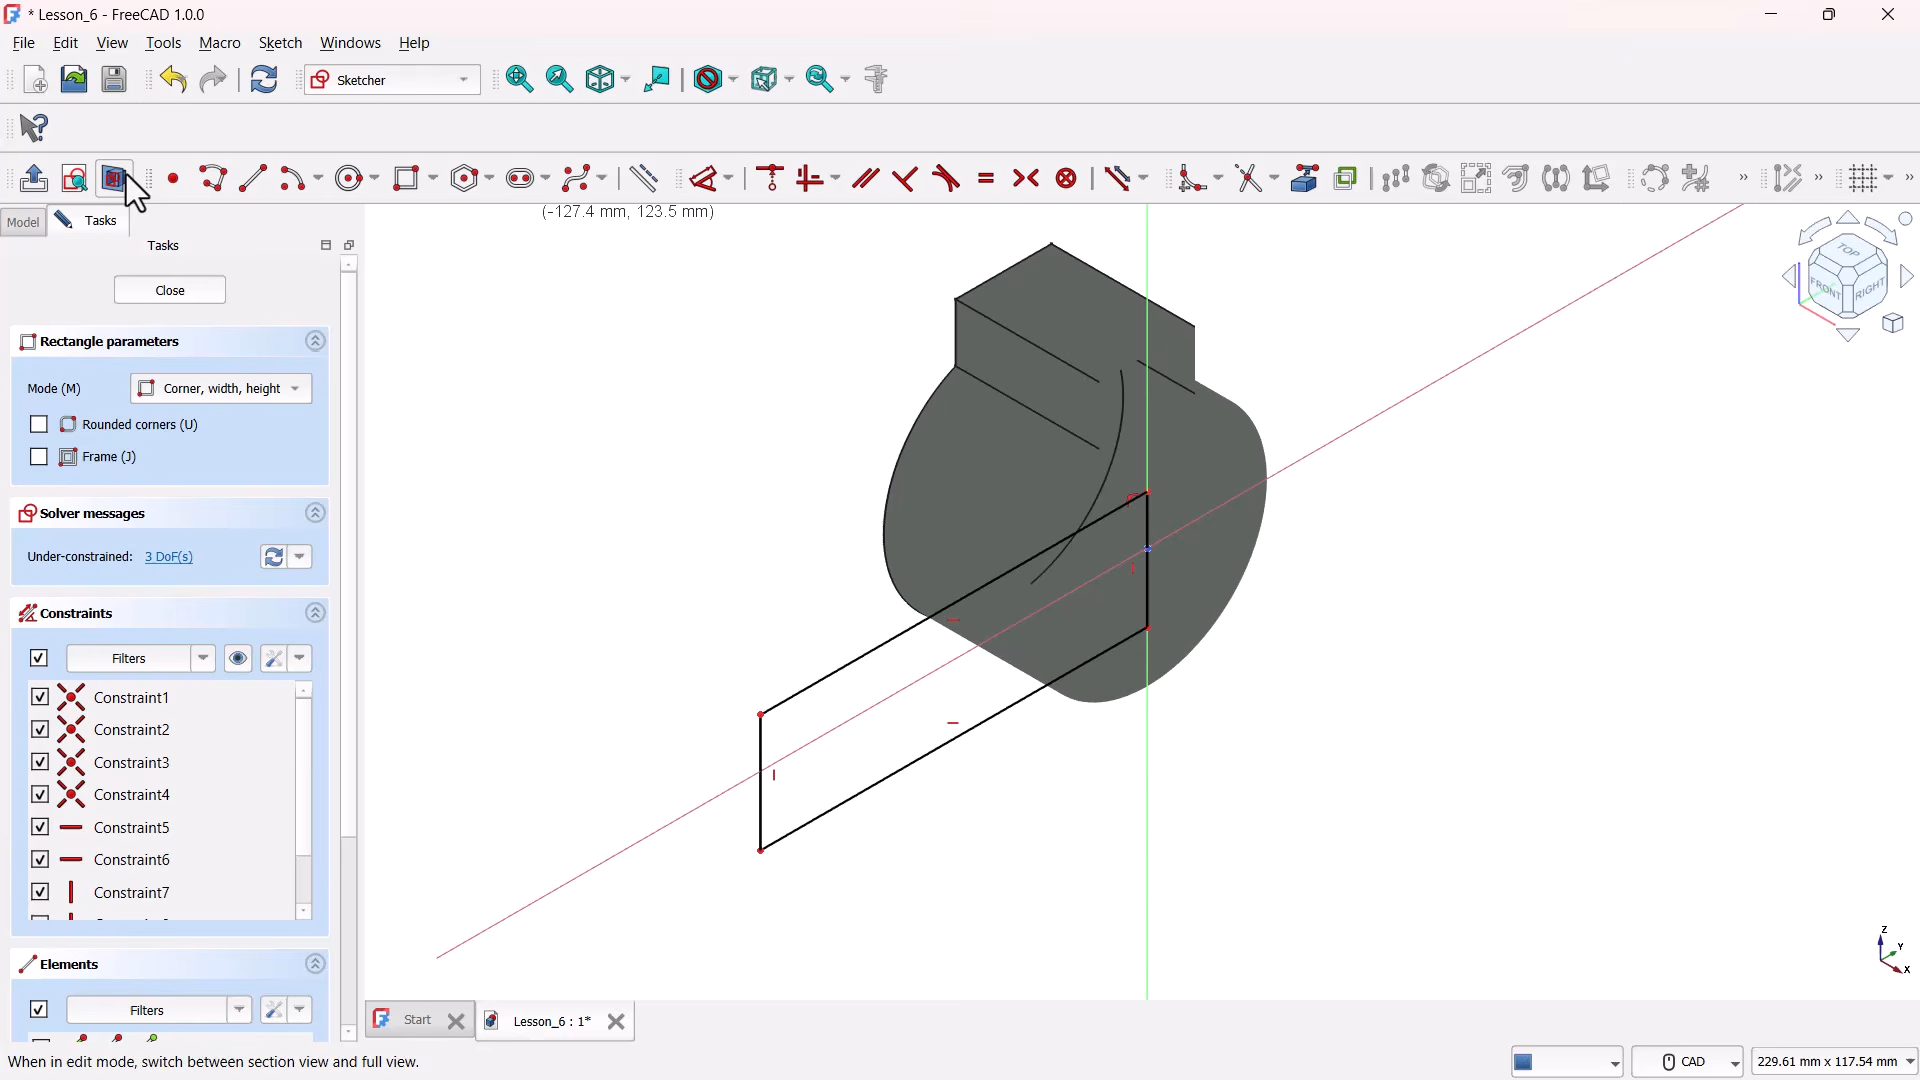 * Lesson_6 - FreeCAD 1.0.0
File Edit View Tools Macro Sketch Windows Help
Sketcher
Model Tasks
(-127.4 mm, 123.5 mm)
Tasks
Close
Rectangle parameters
Mode (M) Corner, width, height
Rounded corners (U)
Frame (J)
Solver messages
Under-constrained: 3 DoF(s)
Constraints
Filters
Constraint1
Constraint2
Constraint3
Constraint4
Constraint5
Constraint6
Constraint7
Elements
Filters
TOP
FRONT RIGHT
Z
Y
X
Start Lesson_6 : 1*
When in edit mode, switch between section view and full view.
CAD 229.61 mm x 117.54 mm